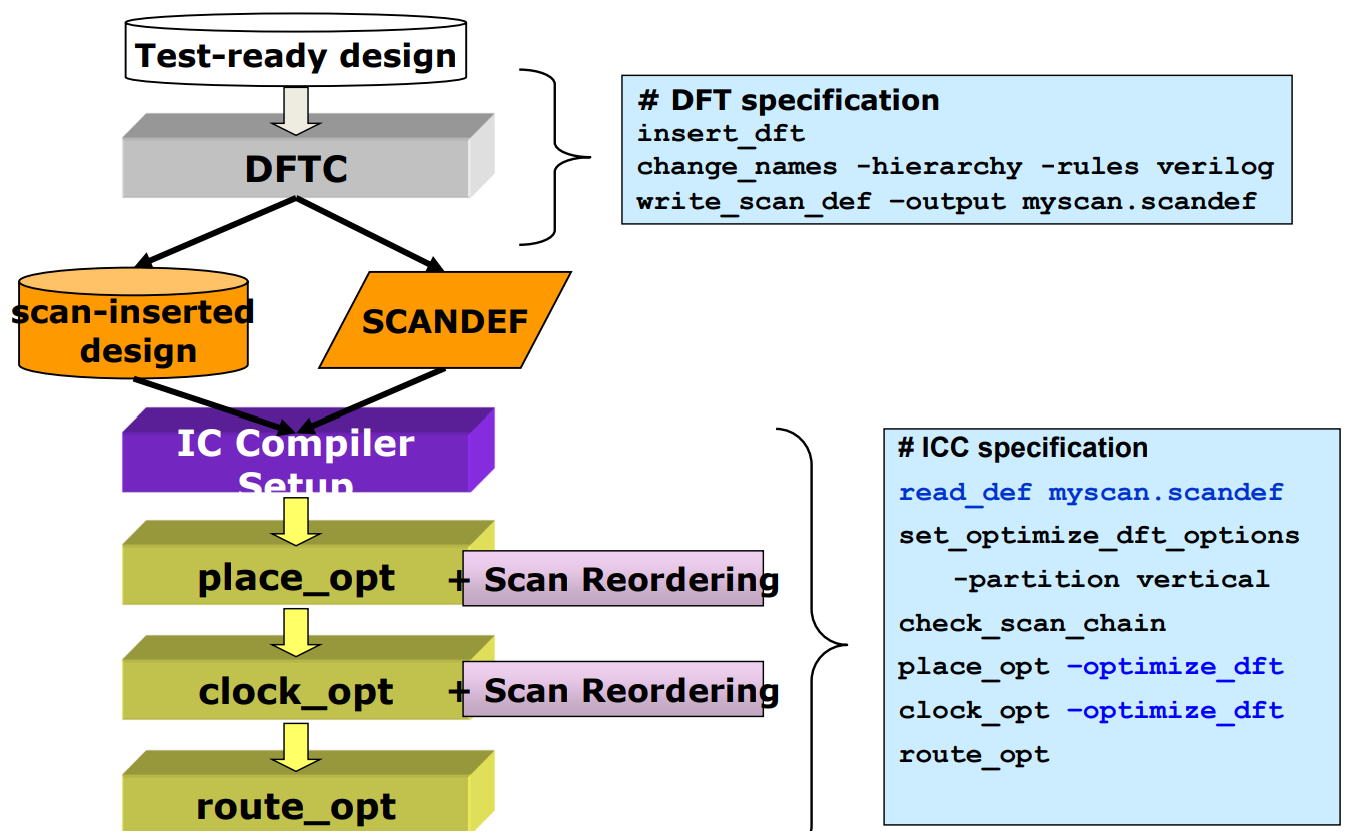 Test-ready design
DFTC
# DFT specification
insert_dft
change_names -hierarchy -rules verilog
write_scan_def –output myscan.scandef
scan-inserted
design
SCANDEF
IC Compiler
Setup
place_opt
+ Scan Reordering
clock_opt
+ Scan Reordering
route_opt
# ICC specification
read_def myscan.scandef
set_optimize_dft_options
-partition vertical
check_scan_chain
place_opt –optimize_dft
clock_opt –optimize_dft
route_opt